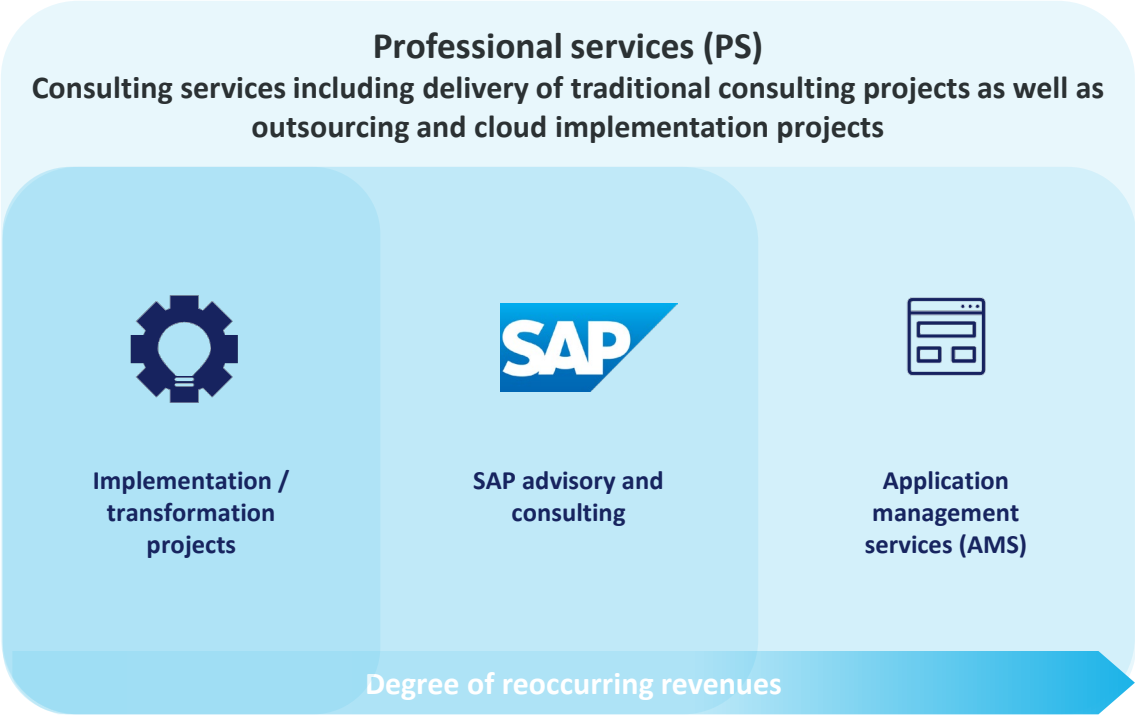 Professional services (PS)
Consulting services including delivery of traditional consulting projects as well as
outsourcing and cloud implementation projects
SAP
Implementation /
transformation
projects
SAP advisory and
consulting
Application
management
services (AMS)
Degree of reoccurring revenues